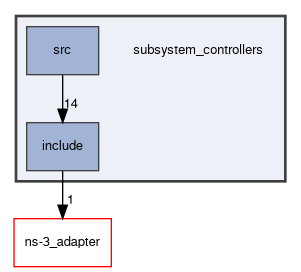 src
subsystem_controllers
14
include
1
ns-3_adapter